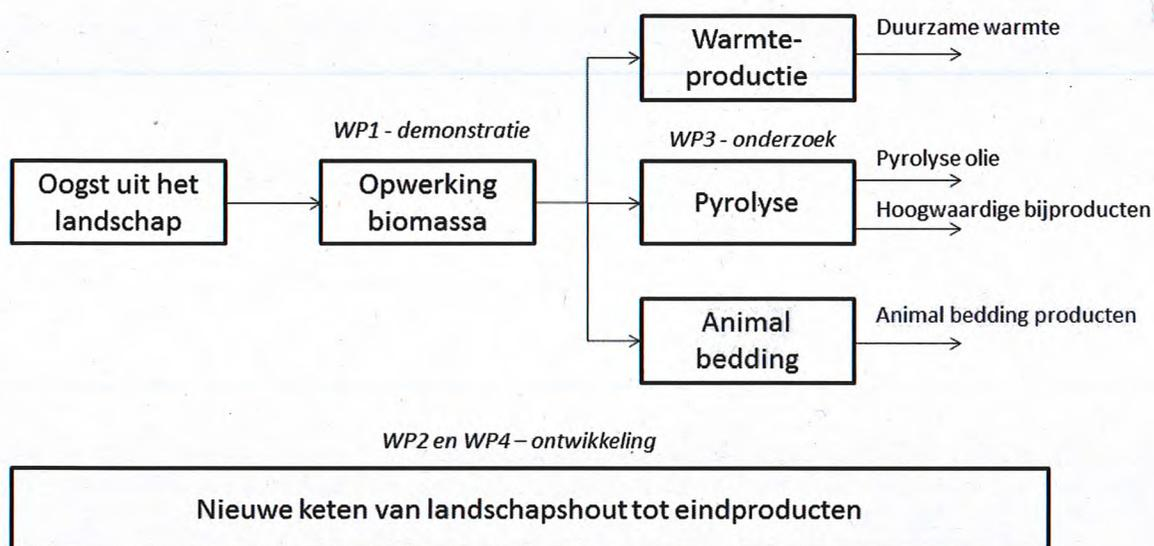 Warmte-
productie
Duurzame warmte
WP1 - demonstratie
WP3 - onderzoek
Oogst uit het
landschap
Opwerking
biomassa
Pyrolyse
Pyrolyse olie
Hoogwaardige bijproducten
Animal
bedding
Animal bedding producten
WP2 en WP4 – ontwikkeling
Nieuwe keten van landschapshout tot eindproducten